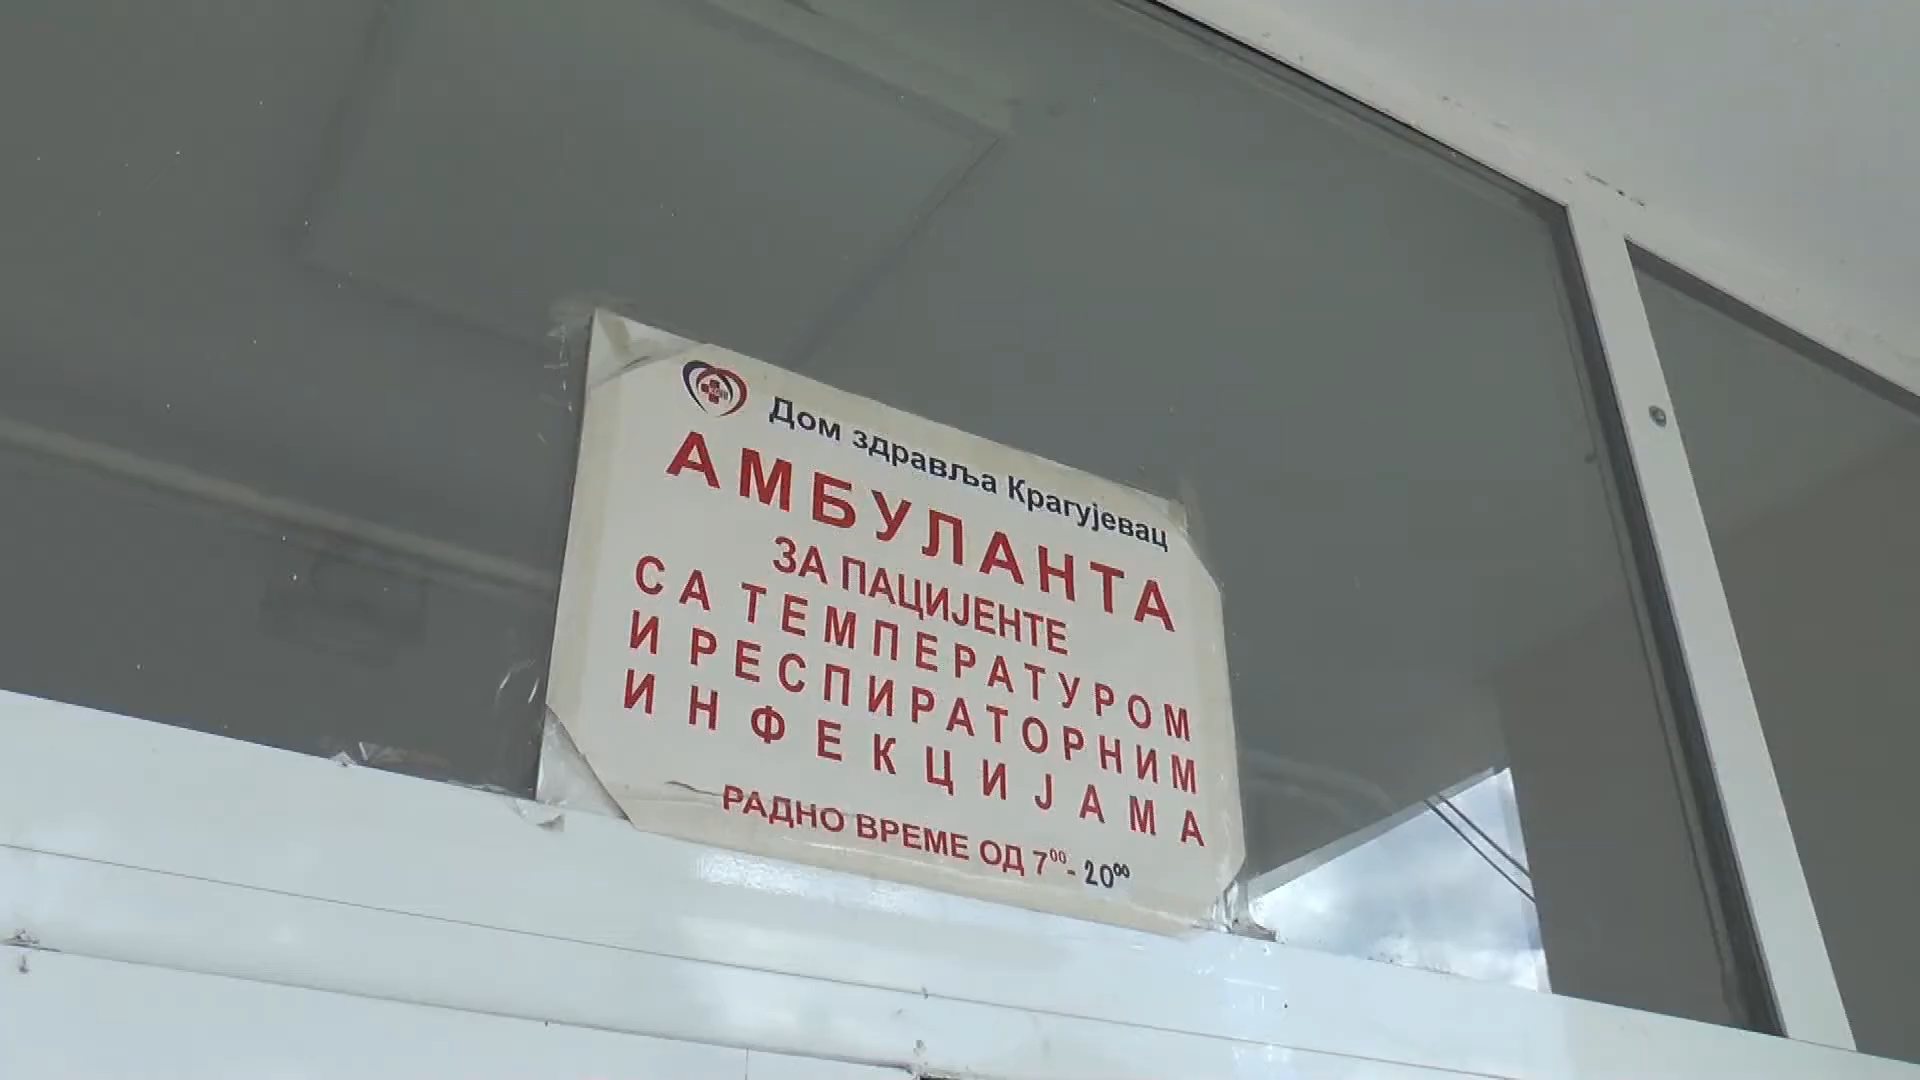 Дом здравља Крагујевац
АМБУЛАНТА
ЗА ПАЦИЈЕНТЕ
СА ТЕМПЕРАТУРОМ
И РЕСПИРАТОРНИМ
ИНФЕКЦИЈАМА
РАДНО ВРЕМЕ ОД 7⁰⁰- 20⁰⁰